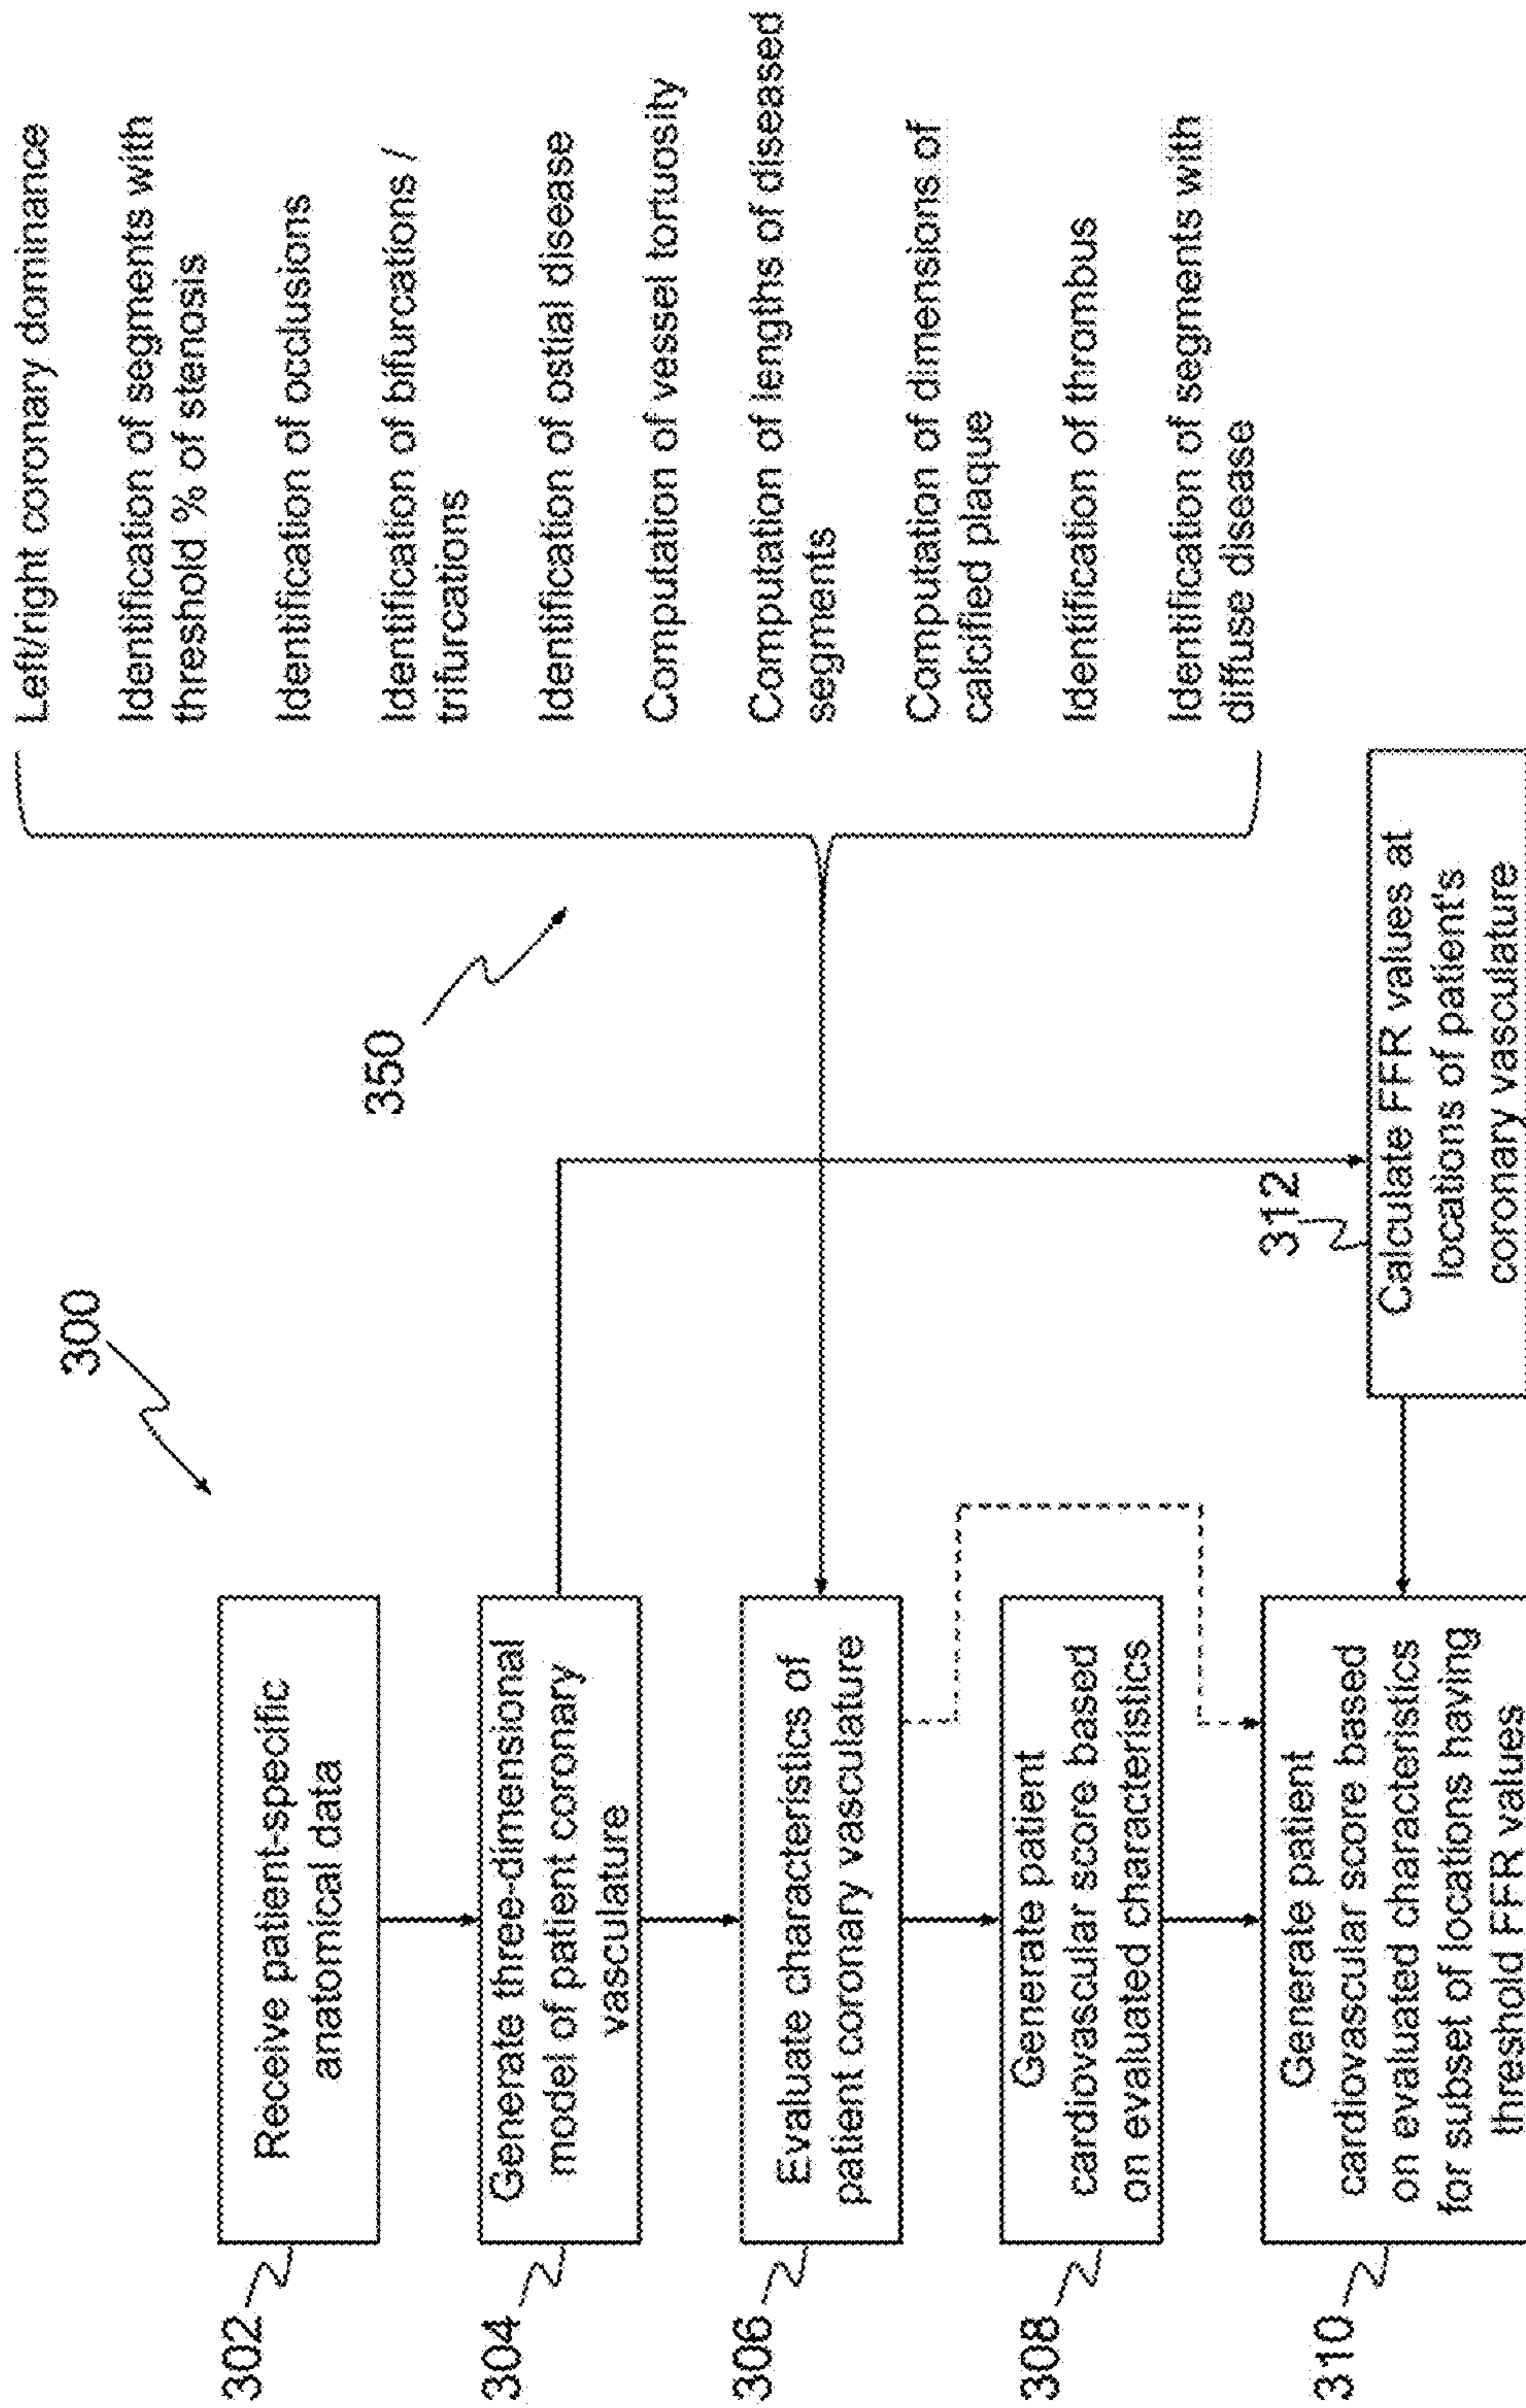 300
302
Receive patient-specific
anatomical data
304
Generate three-dimensional
model of patient coronary
vasculature
306
Evaluate characteristics of
patient coronary vasculature
308
Generate patient
cardiovascular score based
on evaluated characteristics
310
Generate patient
cardiovascular score based
on evaluated characteristics
for subset of locations having
threshold FFR values
312
Calculate FFR values at
locations of patient's
coronary vasculature
350
Left/right coronary dominance
Identification of segments with
threshold % of stenosis
Identification of occlusions
Identification of bifurcations /
trifurcations
Identification of ostial disease
Computation of vessel tortuosity
Computation of lengths of diseased
segments
Computation of dimensions of
calcified plaque
Identification of thrombus
Identification of segments with
diffuse disease